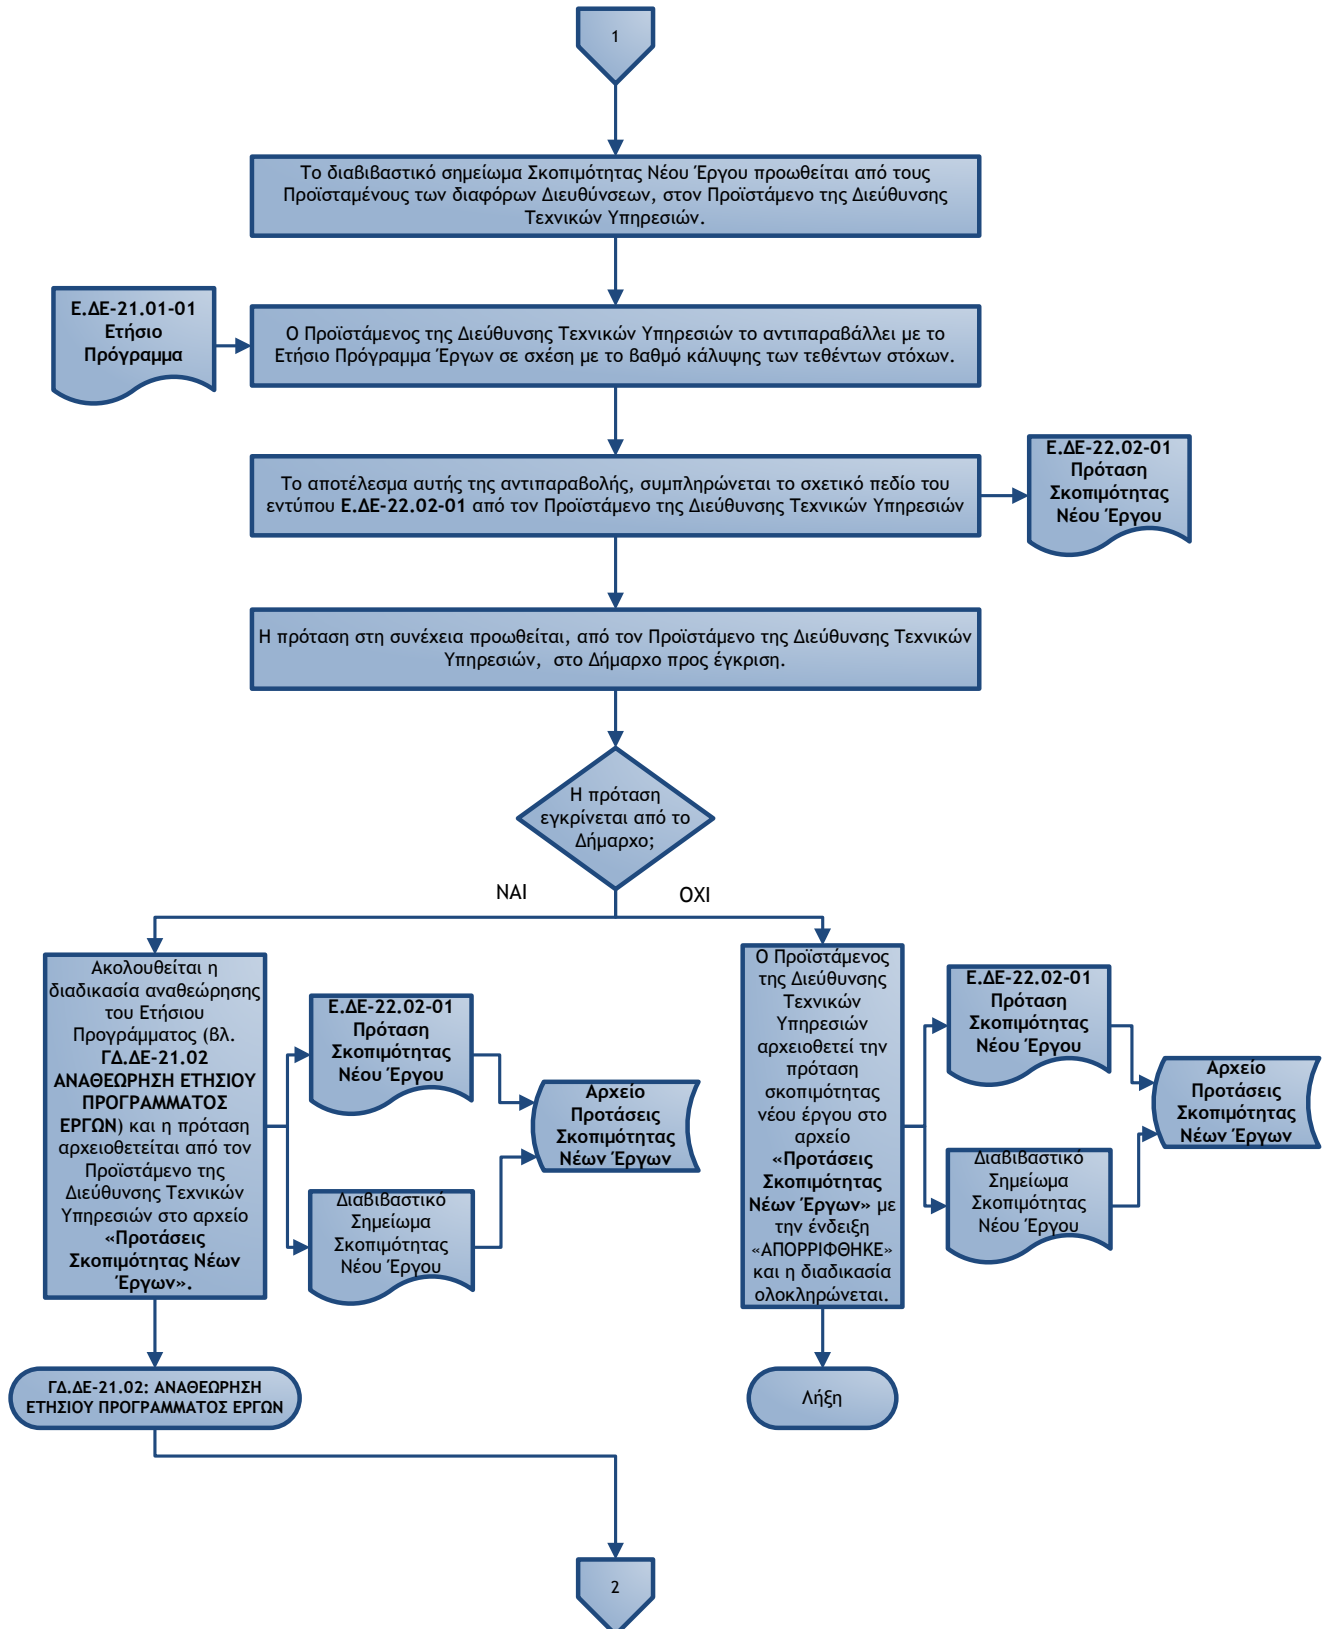 1
Το διαβιβαστικό σημείωμα Σκοπιμότητας Νέου Έργου προωθείται από τους
Προϊσταμένους των διαφόρων Διευθύνσεων, στον Προϊστάμενο της Διεύθυνσης
Τεχνικών Υπηρεσιών.
Ε.ΔΕ-21.01-01
Ετήσιο
Πρόγραμμα
Ο Προϊστάμενος της Διεύθυνσης Τεχνικών Υπηρεσιών το αντιπαραβάλλει με το
Ετήσιο Πρόγραμμα Έργων σε σχέση με το βαθμό κάλυψης των τεθέντων στόχων.
Το αποτέλεσμα αυτής της αντιπαραβολής, συμπληρώνεται το σχετικό πεδίο του
εντύπου Ε.ΔΕ-22.02-01 από τον Προϊστάμενο της Διεύθυνσης Τεχνικών Υπηρεσιών
Ε.ΔΕ-22.02-01
Πρόταση
Σκοπιμότητας
Νέου Έργου
Η πρόταση στη συνέχεια προωθείται, από τον Προϊστάμενο της Διεύθυνσης Τεχνικών
Υπηρεσιών, στο Δήμαρχο προς έγκριση.
Η πρόταση
εγκρίνεται από το
Δήμαρχο;
ΝΑΙ
ΟΧΙ
Ακολουθείται η
διαδικασία αναθεώρησης
του Ετήσιου
Προγράμματος (βλ.
ΓΔ.ΔΕ-21.02
ΑΝΑΘΕΩΡΗΣΗ ΕΤΗΣΙΟΥ
ΠΡΟΓΡΑΜΜΑΤΟΣ
ΕΡΓΩΝ) και η πρόταση
αρχειοθετείται από τον
Προϊστάμενο της
Διεύθυνσης Τεχνικών
Υπηρεσιών στο αρχείο
«Προτάσεις
Σκοπιμότητας Νέων
Έργων».
Ε.ΔΕ-22.02-01
Πρόταση
Σκοπιμότητας
Νέου Έργου
Διαβιβαστικό
Σημείωμα
Σκοπιμότητας
Νέου Έργου
Αρχείο
Προτάσεις
Σκοπιμότητας
Νέων Έργων
Ο Προϊστάμενος
της Διεύθυνσης
Τεχνικών
Υπηρεσιών
αρχειοθετεί την
πρόταση
σκοπιμότητας
νέου έργου στο
αρχείο
«Προτάσεις
Σκοπιμότητας
Νέων Έργων» με
την ένδειξη
«ΑΠΟΡΡΙΦΘΗΚΕ»
και η διαδικασία
ολοκληρώνεται.
Ε.ΔΕ-22.02-01
Πρόταση
Σκοπιμότητας
Νέου Έργου
Διαβιβαστικό
Σημείωμα
Σκοπιμότητας
Νέου Έργου
Αρχείο
Προτάσεις
Σκοπιμότητας
Νέων Έργων
ΓΔ.ΔΕ-21.02: ΑΝΑΘΕΩΡΗΣΗ
ΕΤΗΣΙΟΥ ΠΡΟΓΡΑΜΜΑΤΟΣ ΕΡΓΩΝ
Λήξη
2